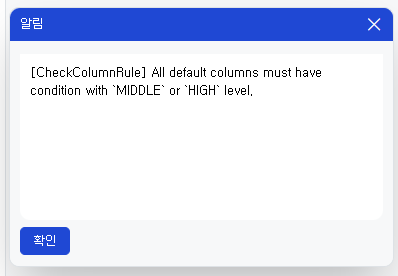 알림
[CheckColumnRule] All default columns must have
condition with `MIDDLE` or `HIGH` level.
확인